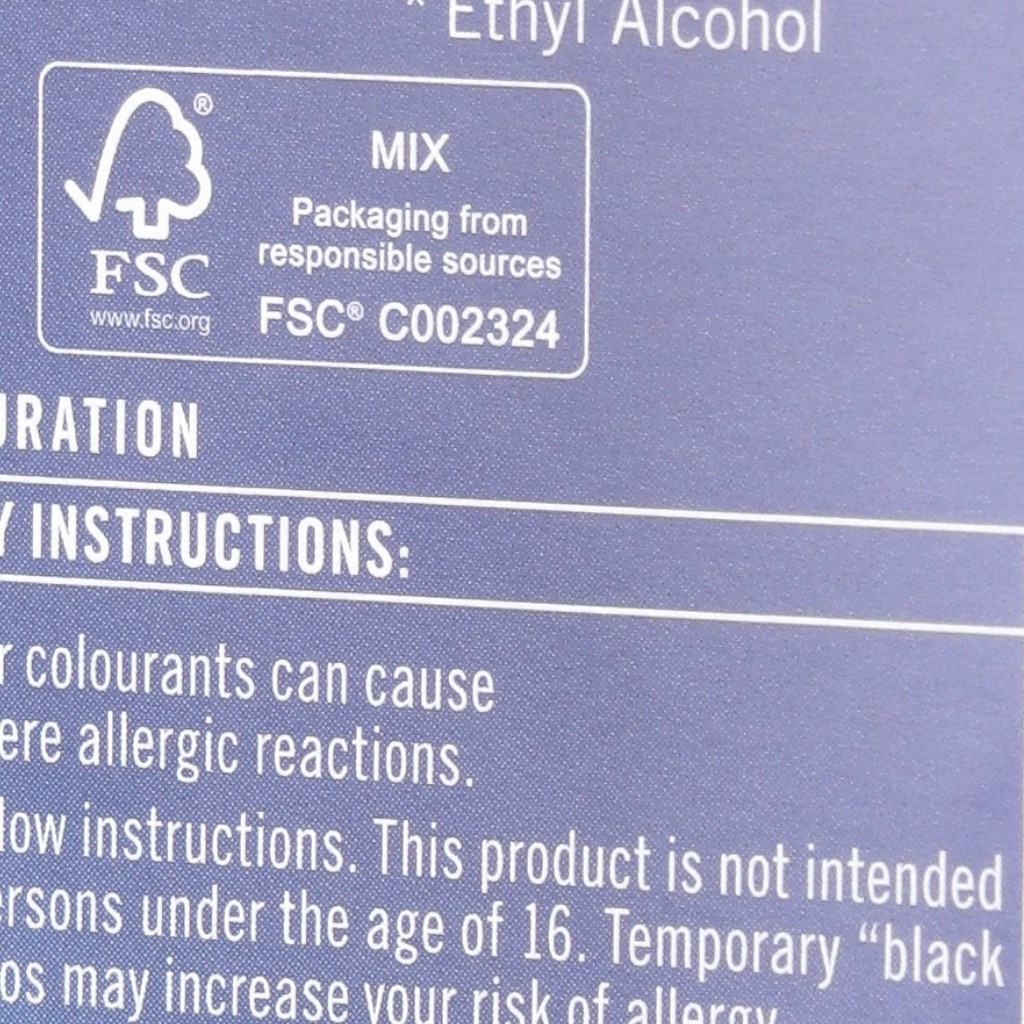 * Ethyl Alcohol
®
MIX
Packaging from
responsible sources
FSC
www.fsc.org
FSC® C002324
URATION
Y INSTRUCTIONS:
r colourants can cause
ere allergic reactions.
low instructions. This product is not intended
ersons under the age of 16. Temporary “black
os may increase your risk of allergy.